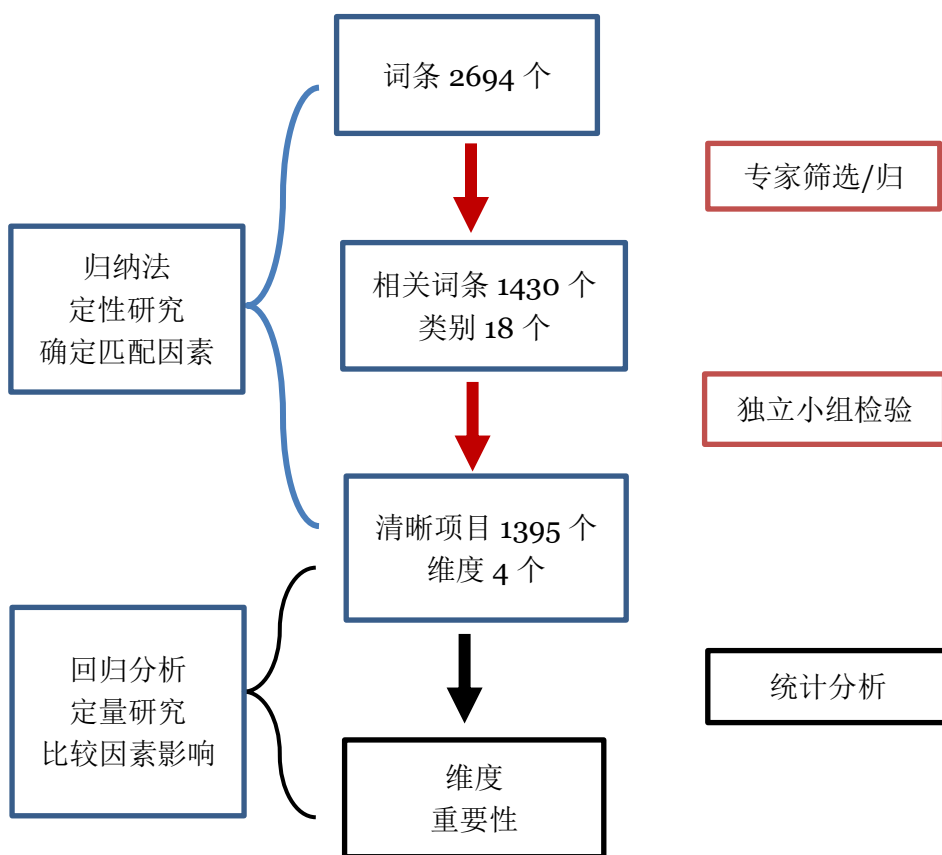 词条 2694 个
专家筛选/归
归纳法
定性研究
确定匹配因素
相关词条 1430 个
类别 18 个
独立小组检验
清晰项目 1395 个
维度 4 个
回归分析
定量研究
比较因素影响
统计分析
维度
重要性